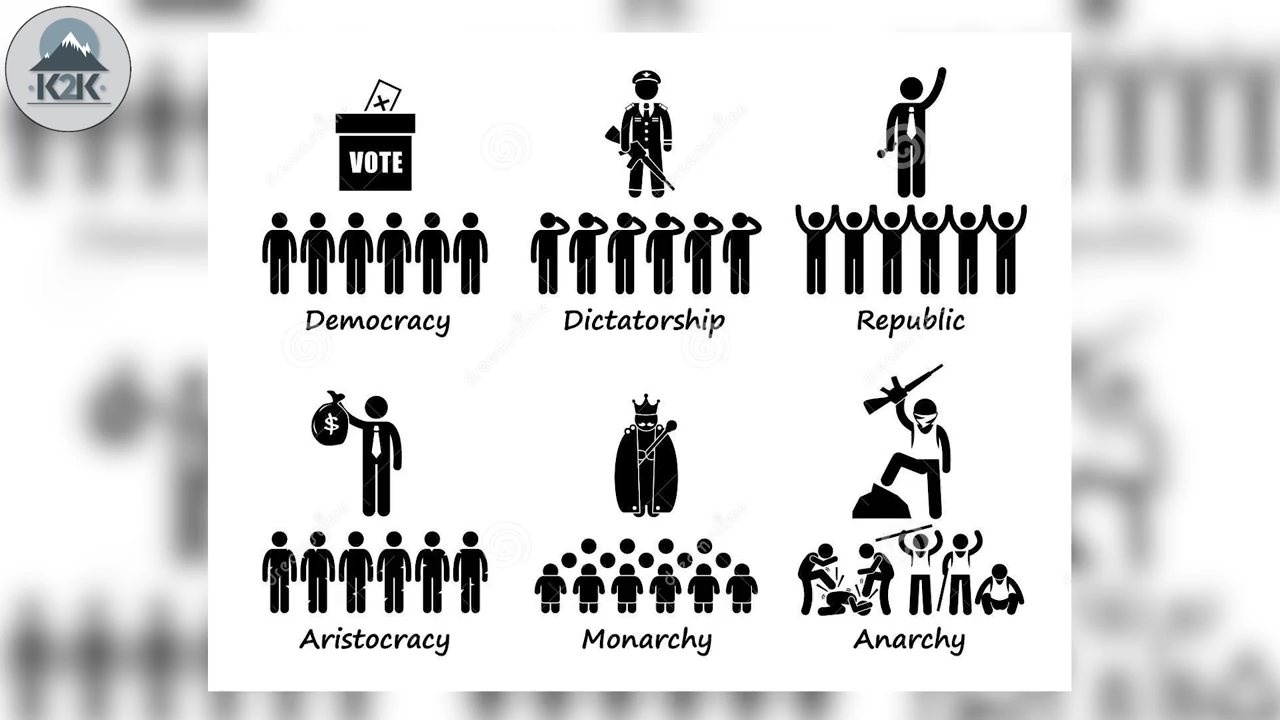 K2K
VOTE
Democracy
Dictatorship
Republic
$
Aristocracy
Monarchy
Anarchy